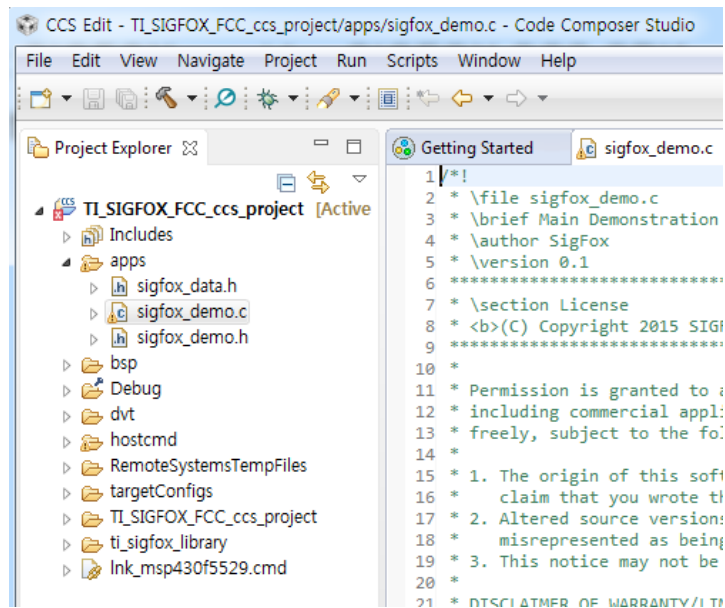 CCS Edit - TI_SIGFOX_FCC_ccs_project/apps/sigfox_demo.c - Code Composer Studio
File Edit View Navigate Project Run Scripts Window Help
Project Explorer
Getting Started
sigfox_demo.c
TI_SIGFOX_FCC_ccs_project [Active
Includes
apps
sigfox_data.h
sigfox_demo.c
sigfox_demo.h
bsp
Debug
dvt
hostcmd
RemoteSystemsTempFiles
targetConfigs
TI_SIGFOX_FCC_ccs_project
ti_sigfox_library
lnk_msp430f5529.cmd
1 /*!
2 * \file sigfox_demo.c
3 * \brief Main Demonstration
4 * \author SigFox
5 * \version 0.1
6 ******************************
7 * \section License
8 * <b>(C) Copyright 2015 SIGF
9 ******************************
10 *
11 * Permission is granted to a
12 * including commercial appli
13 * freely, subject to the fol
14 *
15 * 1. The origin of this soft
16 * claim that you wrote th
17 * 2. Altered source versions
18 * misrepresented as being
19 * 3. This notice may not be
20 *
21 * DISCLAIMER OF WARRANTY/LIM